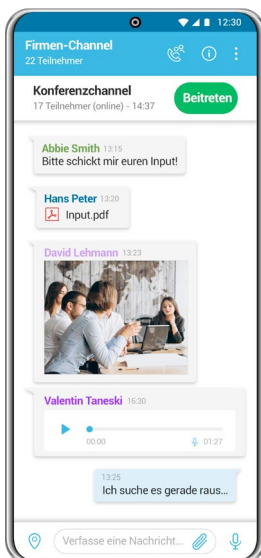 12:30
Firmen-Channel
22 Teilnehmer
Konferenzchannel
17 Teilnehmer (online) - 14:37
Beitreten
Abbie Smith 13:15
Bitte schickt mir euren Input!
Hans Peter 13:20
Input.pdf
David Lehmann 13:23
Valentin Taneski 16:30
00:00 01:27
13:25
Ich suche es gerade raus...
Verfasse eine Nachricht...